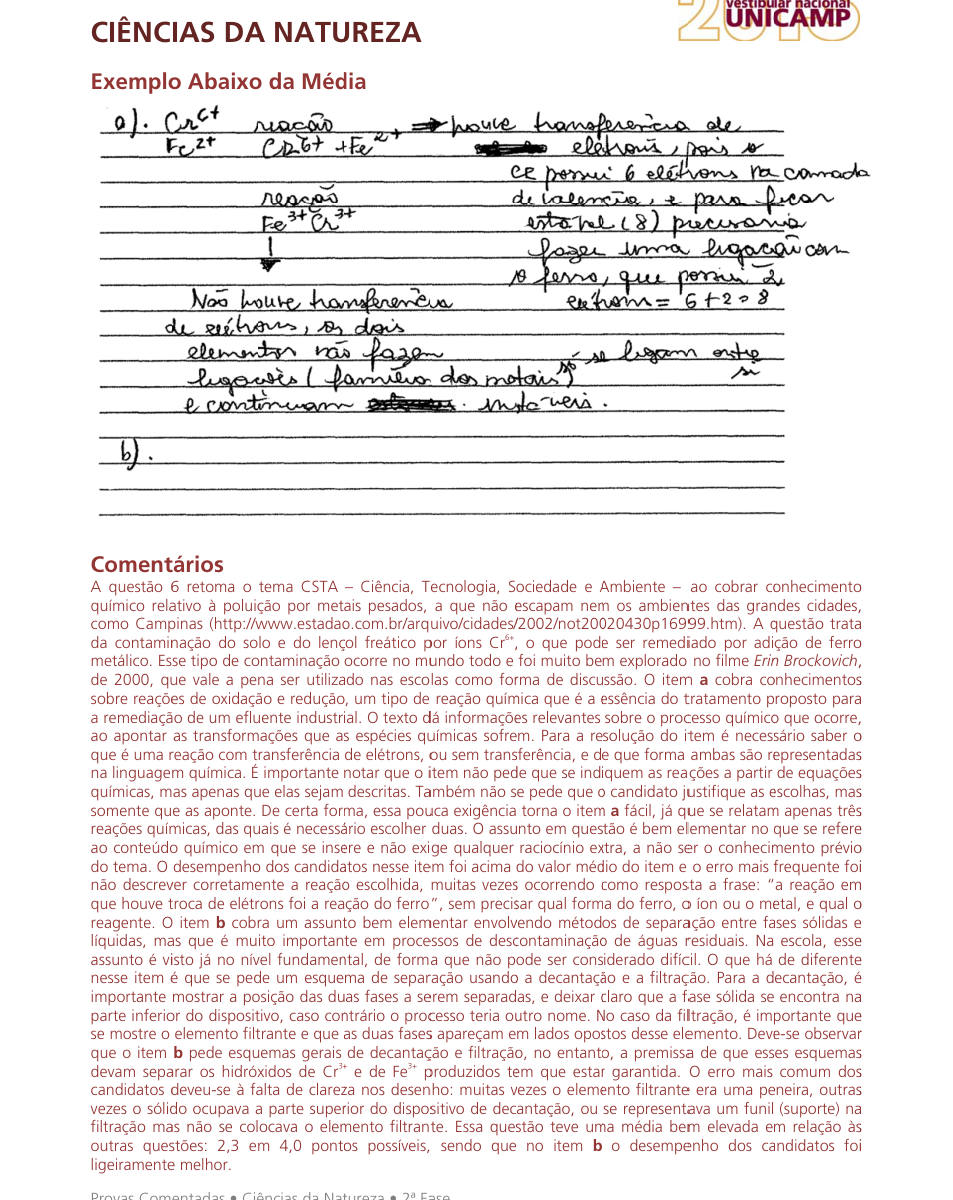 CIÊNCIAS DA NATUREZA
vestibular nacional
UNICAMP
Exemplo Abaixo da Média
a). Cr6+ reação => houve transferência de
Fe2+ Cr6+ + Fe2+ elétrons, pois o
CR possui 6 elétrons na camada
reação de valencia, e para ficar
Fe3+ Cr3+ estável (8) precisaria
fazer uma ligação com
o ferro, que possui 2
Não houve transferência elétrons = 6+2=8
de elétrons, os dois
elementos não fazem só se ligam entre
ligações (família dos metais) si
e continuam instáveis.
b).
Comentários
A questão 6 retoma o tema CSTA – Ciência, Tecnologia, Sociedade e Ambiente – ao cobrar conhecimento
químico relativo à poluição por metais pesados, a que não escapam nem os ambientes das grandes cidades,
como Campinas (http://www.estadao.com.br/arquivo/cidades/2002/not20020430p16999.htm). A questão trata
da contaminação do solo e do lençol freático por íons Cr6+, o que pode ser remediado por adição de ferro
metálico. Esse tipo de contaminação ocorre no mundo todo e foi muito bem explorado no filme Erin Brockovich,
de 2000, que vale a pena ser utilizado nas escolas como forma de discussão. O item a cobra conhecimentos
sobre reações de oxidação e redução, um tipo de reação química que é a essência do tratamento proposto para
a remediação de um efluente industrial. O texto dá informações relevantes sobre o processo químico que ocorre,
ao apontar as transformações que as espécies químicas sofrem. Para a resolução do item é necessário saber o
que é uma reação com transferência de elétrons, ou sem transferência, e de que forma ambas são representadas
na linguagem química. É importante notar que o item não pede que se indiquem as reações a partir de equações
químicas, mas apenas que elas sejam descritas. Também não se pede que o candidato justifique as escolhas, mas
somente que as aponte. De certa forma, essa pouca exigência torna o item a fácil, já que se relatam apenas três
reações químicas, das quais é necessário escolher duas. O assunto em questão é bem elementar no que se refere
ao conteúdo químico em que se insere e não exige qualquer raciocínio extra, a não ser o conhecimento prévio
do tema. O desempenho dos candidatos nesse item foi acima do valor médio do item e o erro mais frequente foi
não descrever corretamente a reação escolhida, muitas vezes ocorrendo como resposta a frase: “a reação em
que houve troca de elétrons foi a reação do ferro”, sem precisar qual forma do ferro, o íon ou o metal, e qual o
reagente. O item b cobra um assunto bem elementar envolvendo métodos de separação entre fases sólidas e
líquidas, mas que é muito importante em processos de descontaminação de águas residuais. Na escola, esse
assunto é visto já no nível fundamental, de forma que não pode ser considerado difícil. O que há de diferente
nesse item é que se pede um esquema de separação usando a decantação e a filtração. Para a decantação, é
importante mostrar a posição das duas fases a serem separadas, e deixar claro que a fase sólida se encontra na
parte inferior do dispositivo, caso contrário o processo teria outro nome. No caso da filtração, é importante que
se mostre o elemento filtrante e que as duas fases apareçam em lados opostos desse elemento. Deve-se observar
que o item b pede esquemas gerais de decantação e filtração, no entanto, a premissa de que esses esquemas
devam separar os hidróxidos de Cr3+ e de Fe3+ produzidos tem que estar garantida. O erro mais comum dos
candidatos deveu-se à falta de clareza nos desenho: muitas vezes o elemento filtrante era uma peneira, outras
vezes o sólido ocupava a parte superior do dispositivo de decantação, ou se representava um funil (suporte) na
filtração mas não se colocava o elemento filtrante. Essa questão teve uma média bem elevada em relação às
outras questões: 2,3 em 4,0 pontos possíveis, sendo que no item b o desempenho dos candidatos foi
ligeiramente melhor.
Provas Comentadas • Ciências da Natureza • 2ª Fase